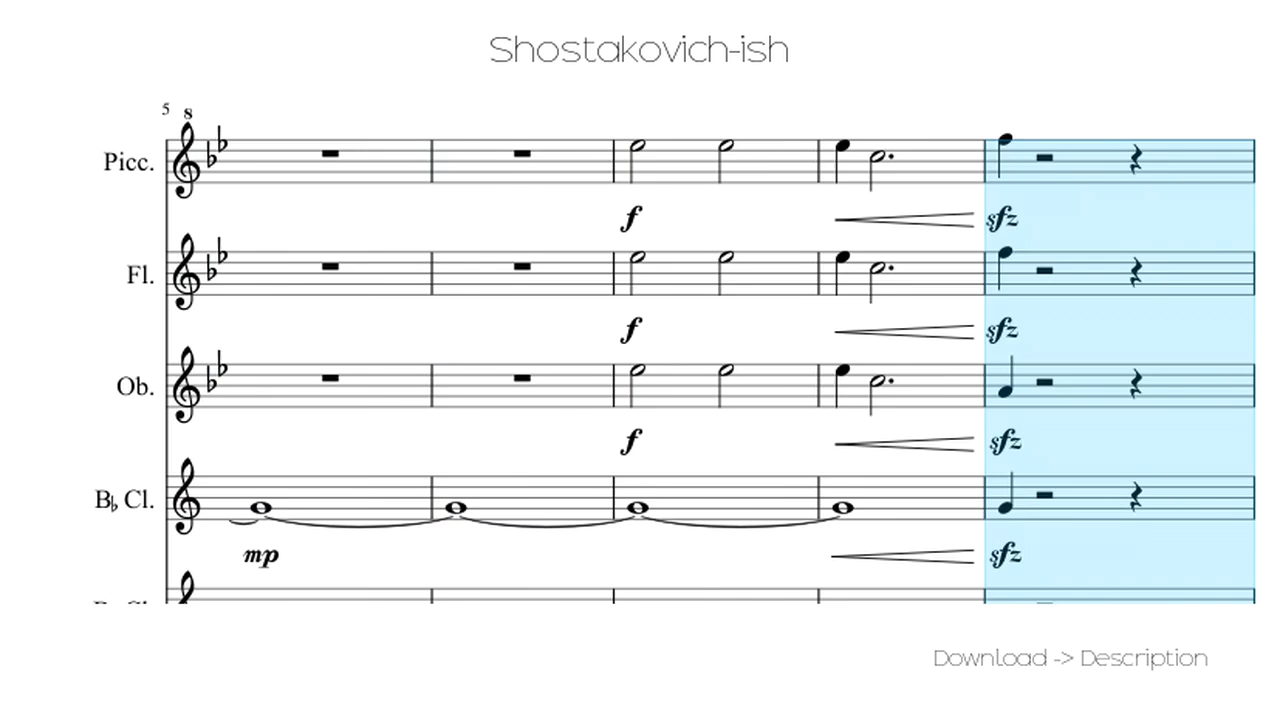 Shostakovich-ish
5
8
Picc.
f
sfz
Fl.
f
sfz
Ob.
f
sfz
B♭ Cl.
mp
sfz
Download -> Description